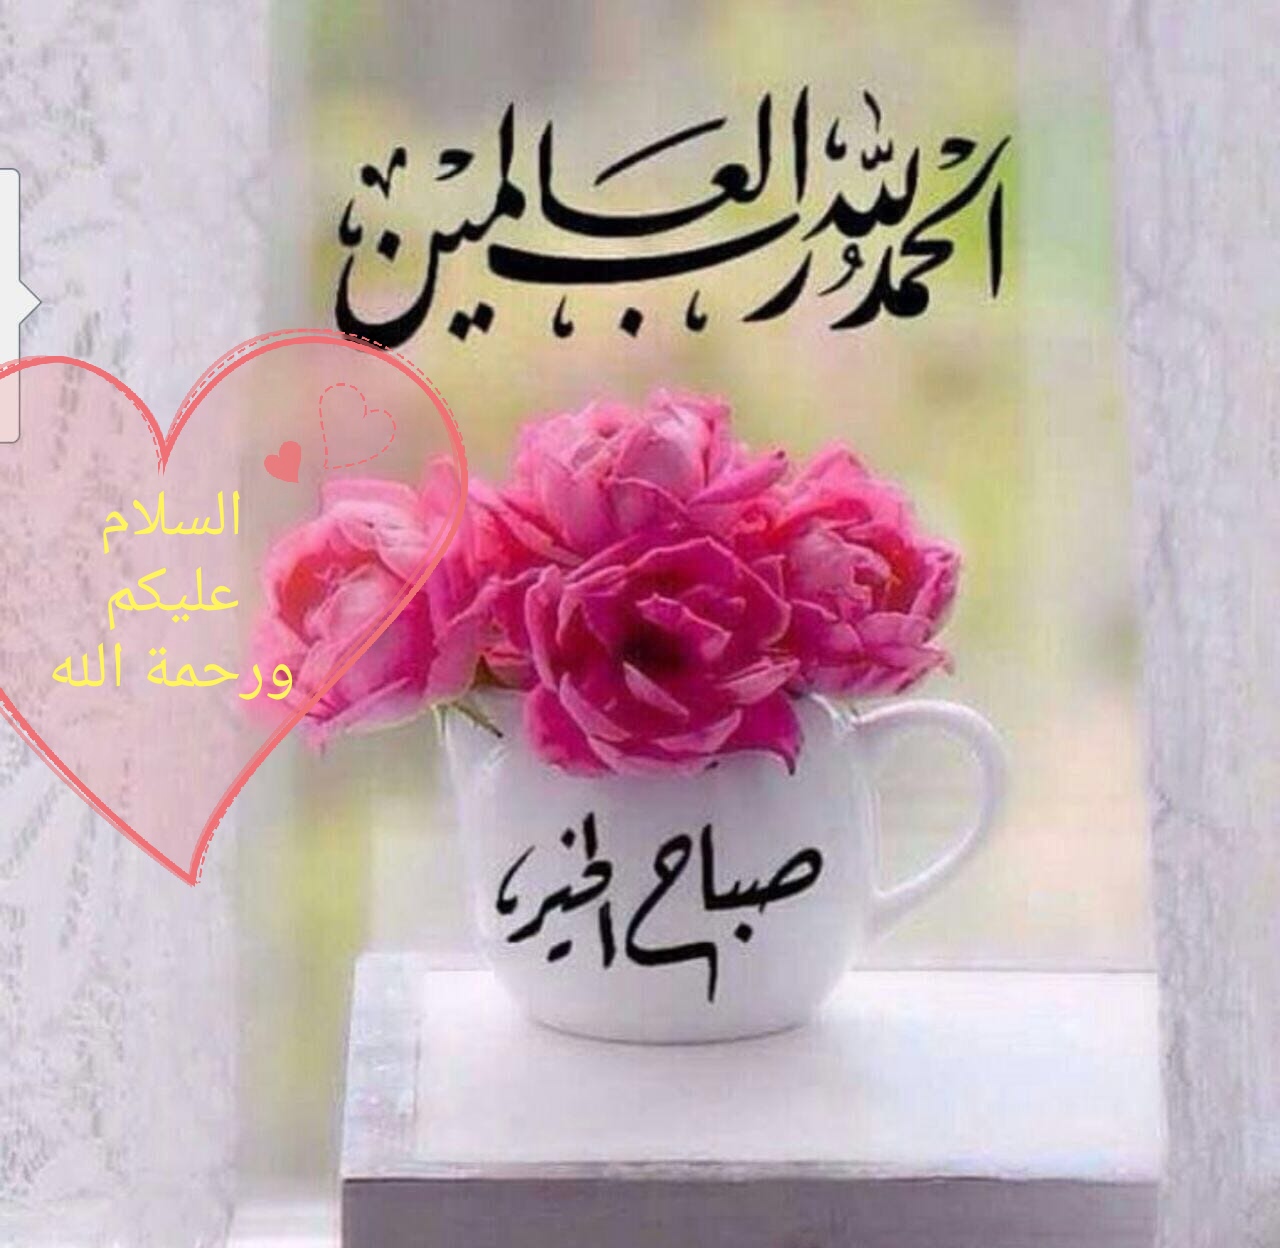 الحمد لله رب العالمين
السلام
عليكم
ورحمة الله
صباح الخير